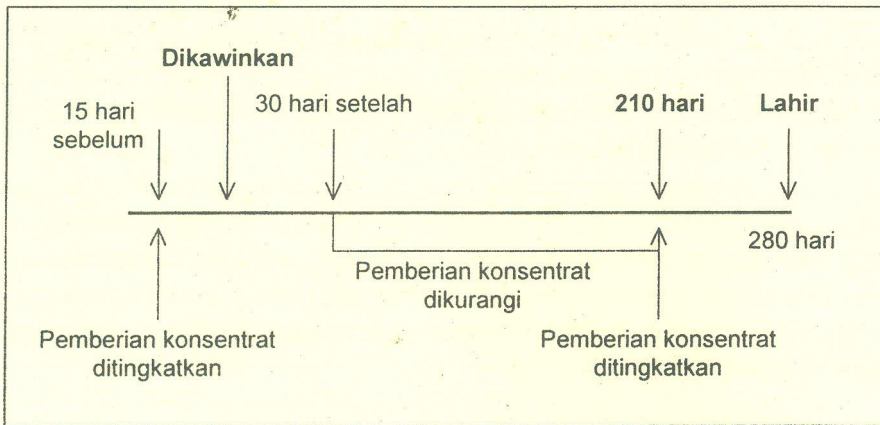 Dikawinkan
15 hari
sebelum
30 hari setelah
210 hari
Lahir
280 hari
Pemberian konsentrat
dikurangi
Pemberian konsentrat
ditingkatkan
Pemberian konsentrat
ditingkatkan